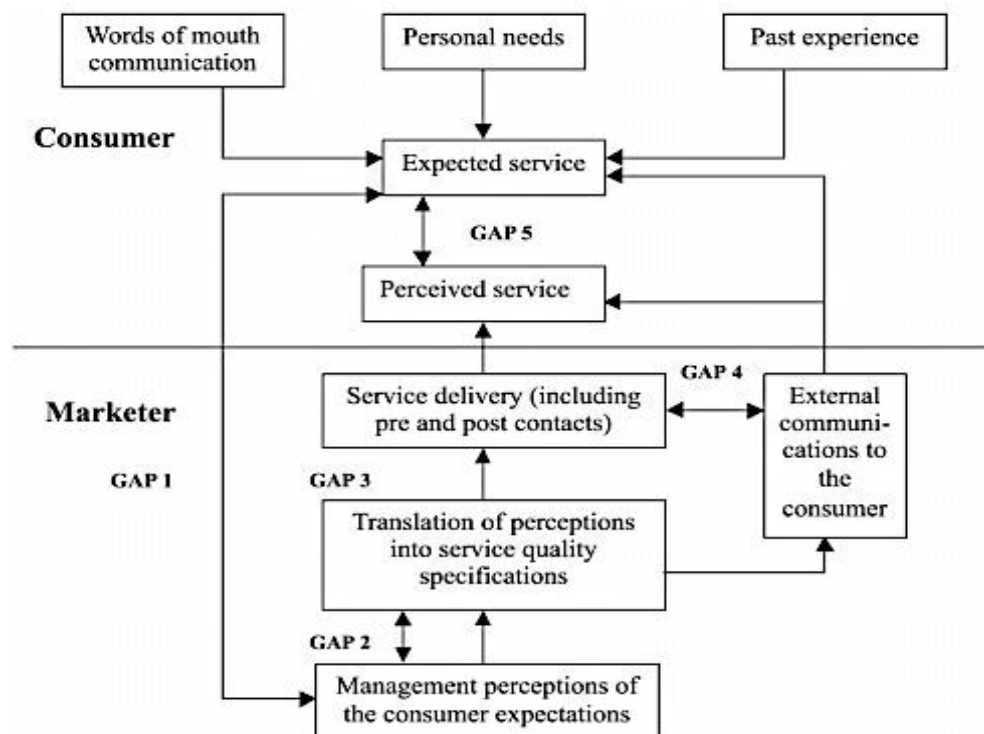 Words of mouth
communication
Personal needs
Past experience
Consumer
Expected service
GAP 5
Perceived service
Marketer
Service delivery (including
pre and post contacts)
GAP 4
External
communi-
cations to
the
consumer
GAP 1
GAP 3
Translation of perceptions
into service quality
specifications
GAP 2
Management perceptions of
the consumer expectations